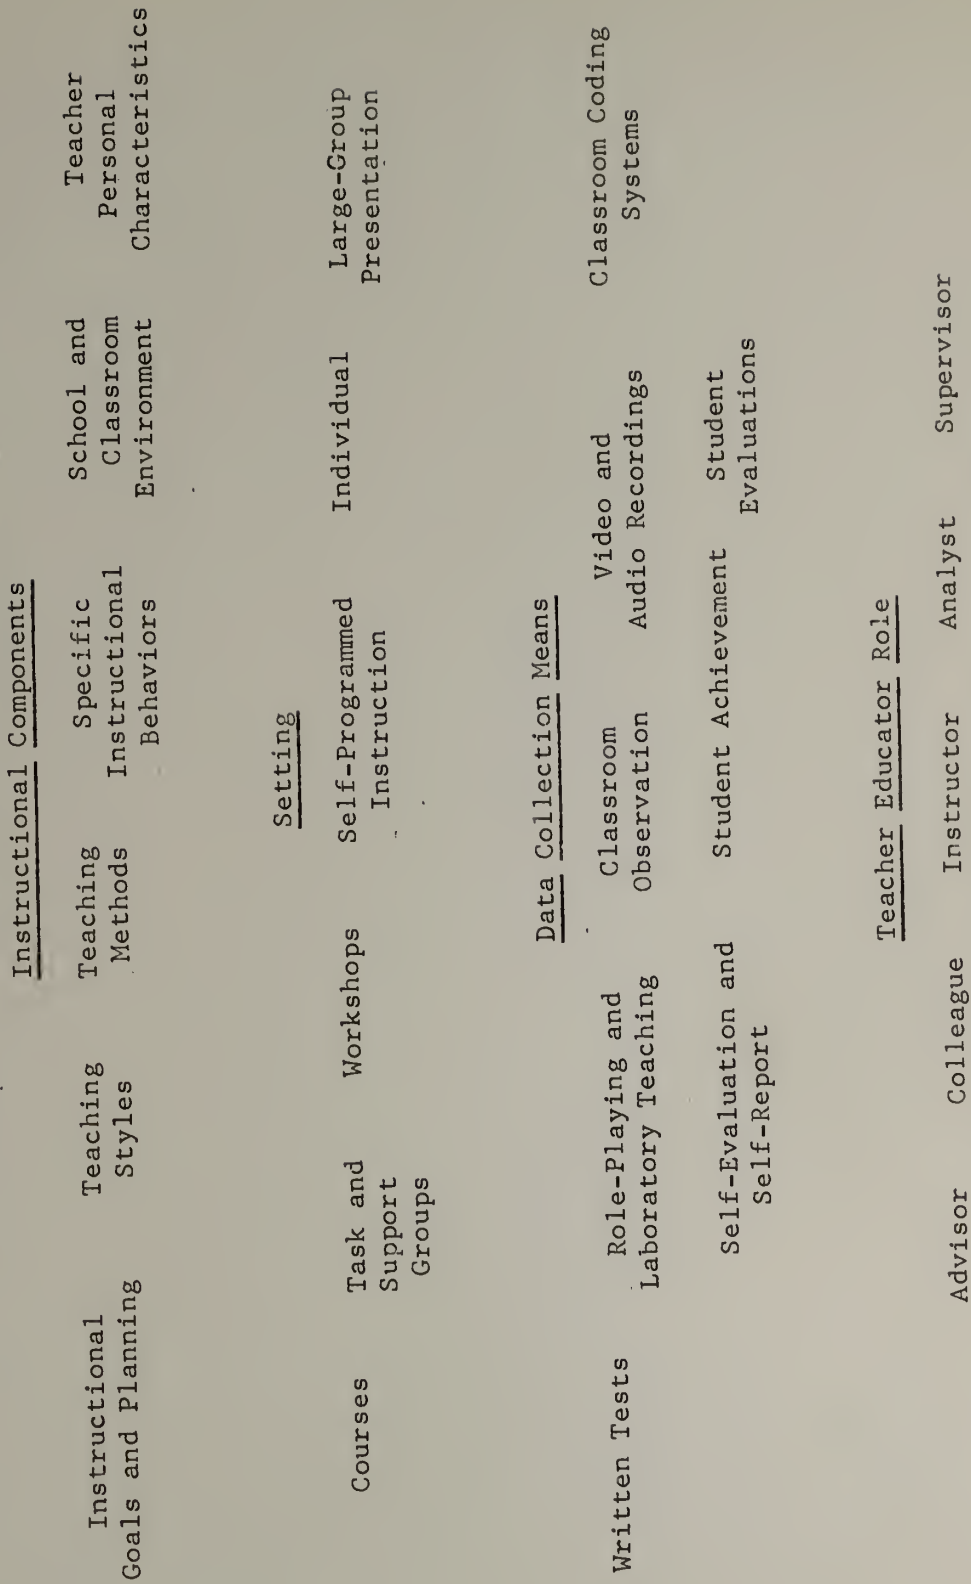 Instructional Components
Instructional
Goals and Planning
Teaching
Styles
Teaching
Methods
Specific
Instructional
Behaviors
School and
Classroom
Environment
Teacher
Personal
Characteristics
Setting
Courses
Task and
Support
Groups
Workshops
Self-Programmed
Instruction
Individual
Large-Group
Presentation
Data Collection Means
Written Tests
Role-Playing and
Laboratory Teaching
Classroom
Observation
Video and
Audio Recordings
Classroom Coding
Systems
Self-Evaluation and
Self-Report
Student Achievement
Student
Evaluations
Teacher Educator Role
Advisor
Colleague
Instructor
Analyst
Supervisor